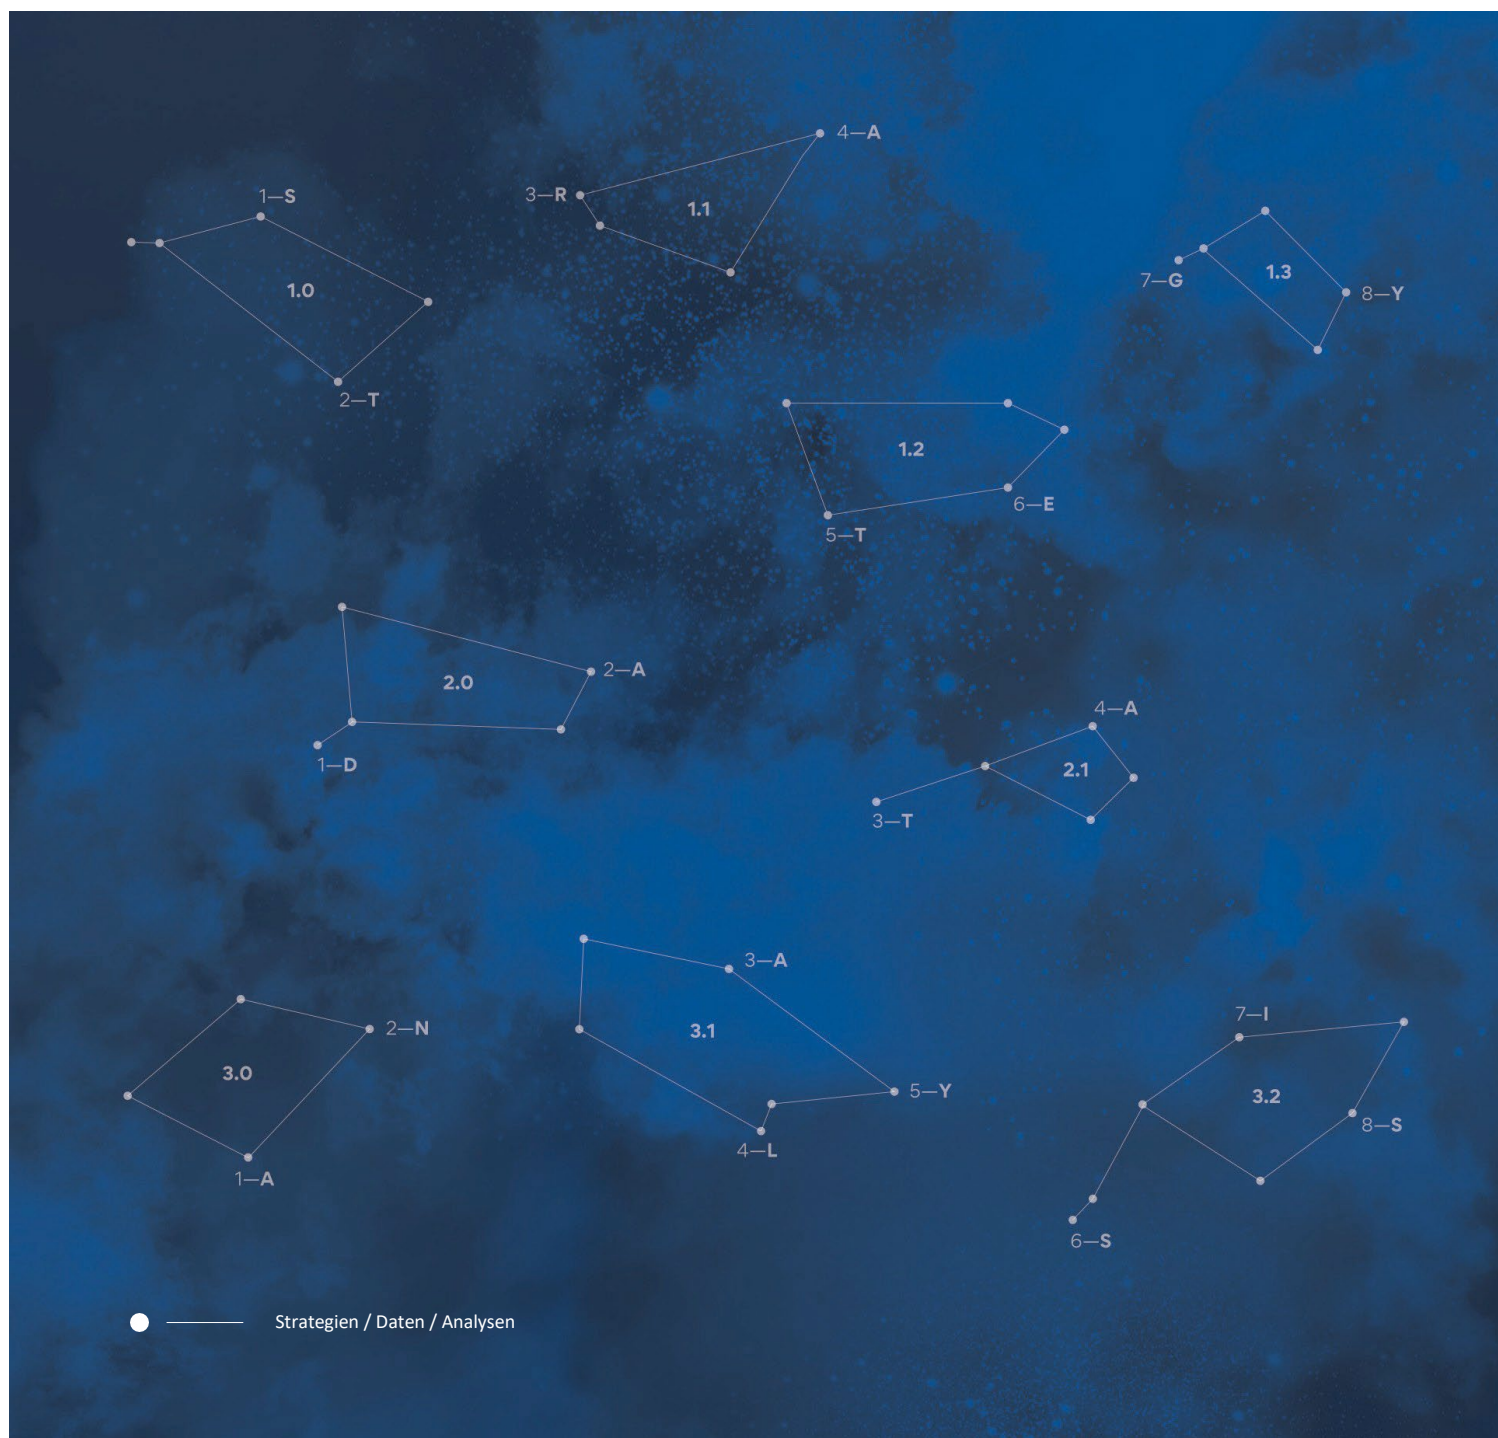 1—S
1.0
2—T
3—R
4—A
1.1
1.2
5—T
6—E
7—G
1.3
8—Y
2.0
2—A
1—D
4—A
2.1
3—T
2—N
3.0
1—A
3—A
3.1
5—Y
4—L
7—I
3.2
8—S
6—S
Strategien / Daten / Analysen